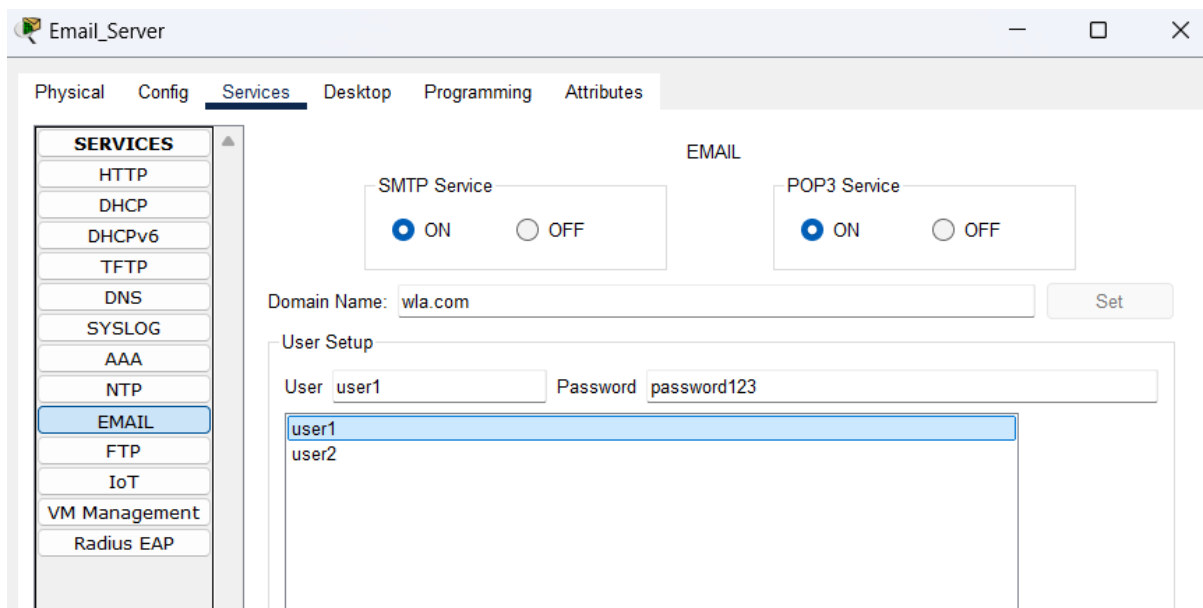 Email_Server
Physical Config Services Desktop Programming Attributes
SERVICES
HTTP
DHCP
DHCPv6
TFTP
DNS
SYSLOG
AAA
NTP
EMAIL
FTP
IoT
VM Management
Radius EAP
EMAIL
SMTP Service
ON OFF
POP3 Service
ON OFF
Domain Name: wla.com Set
User Setup
User user1 Password password123
user1
user2